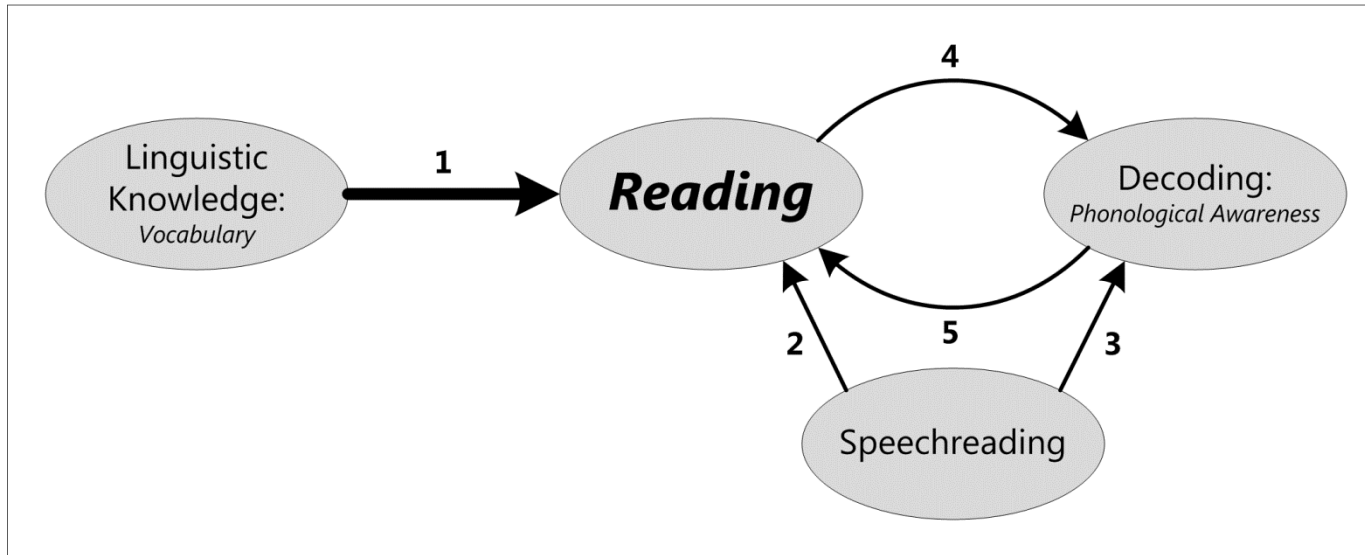 Linguistic
Knowledge:
Vocabulary
1
Reading
4
Decoding:
Phonological Awareness
5
2
3
Speechreading